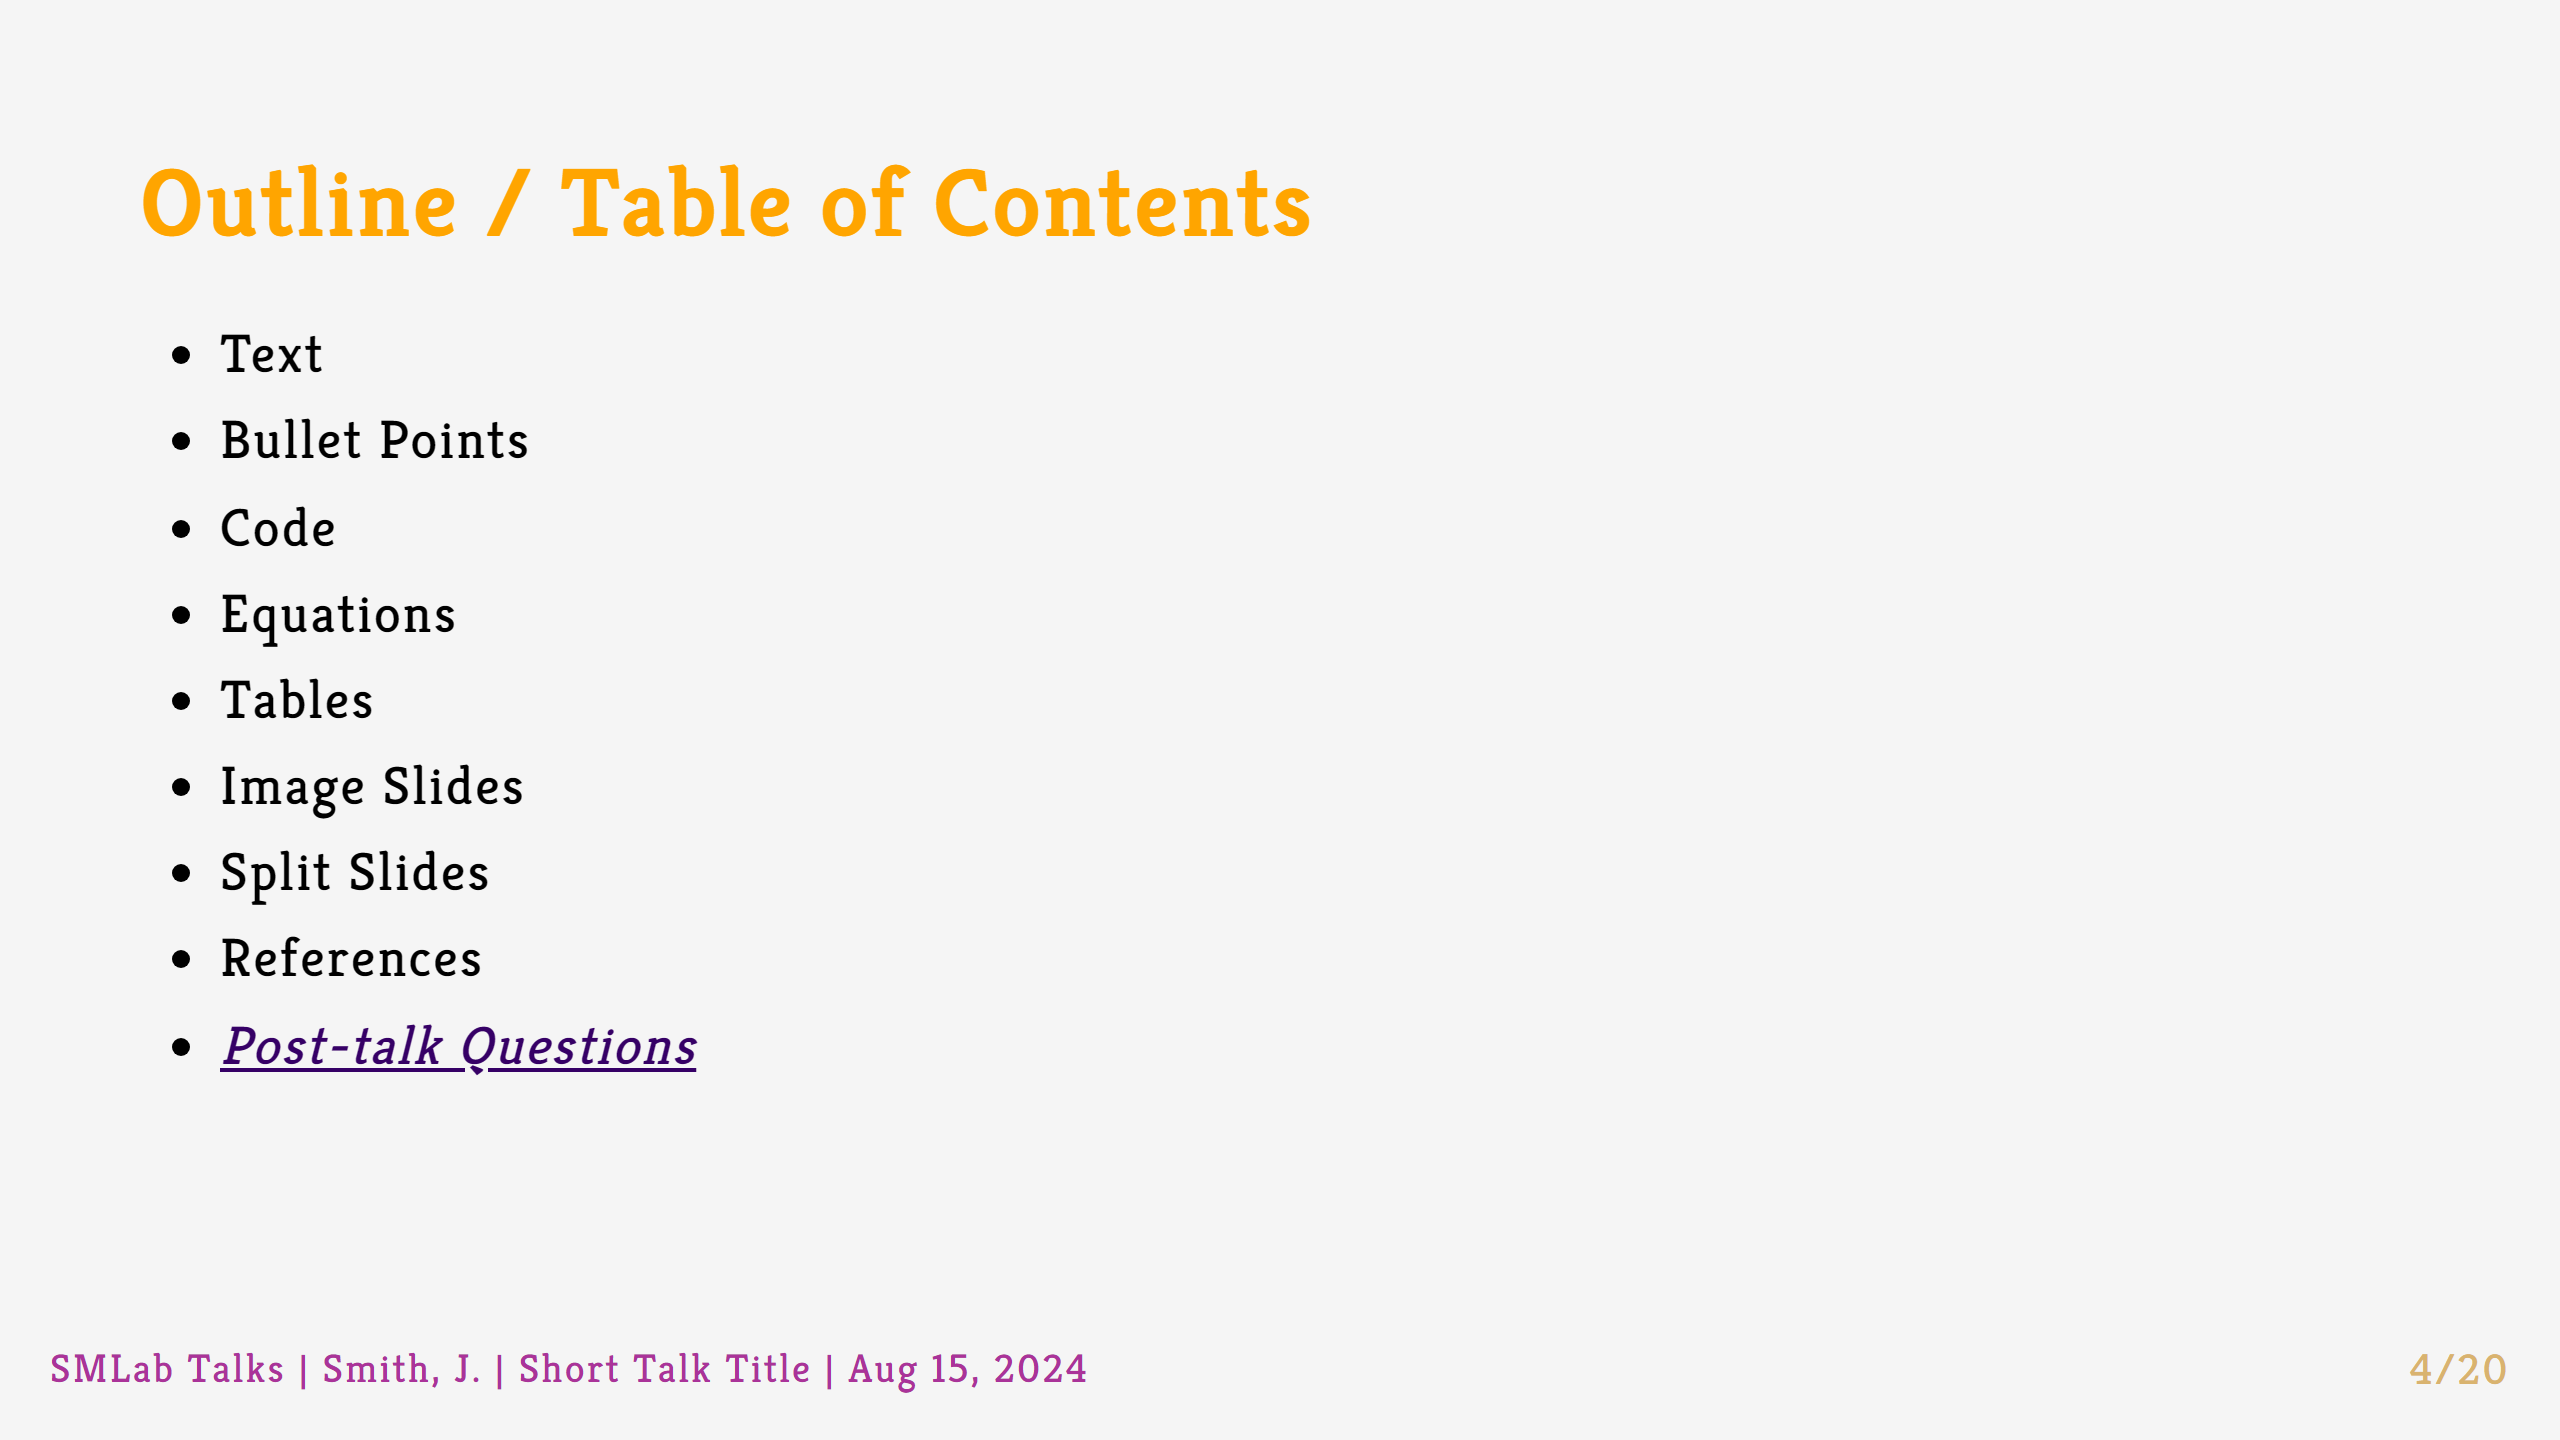 Outline / Table of Contents
• Text
• Bullet Points
• Code
• Equations
• Tables
• Image Slides
• Split Slides
• References
• Post-talk Questions
SMLab Talks | Smith, J. | Short Talk Title | Aug 15, 2024
4/20